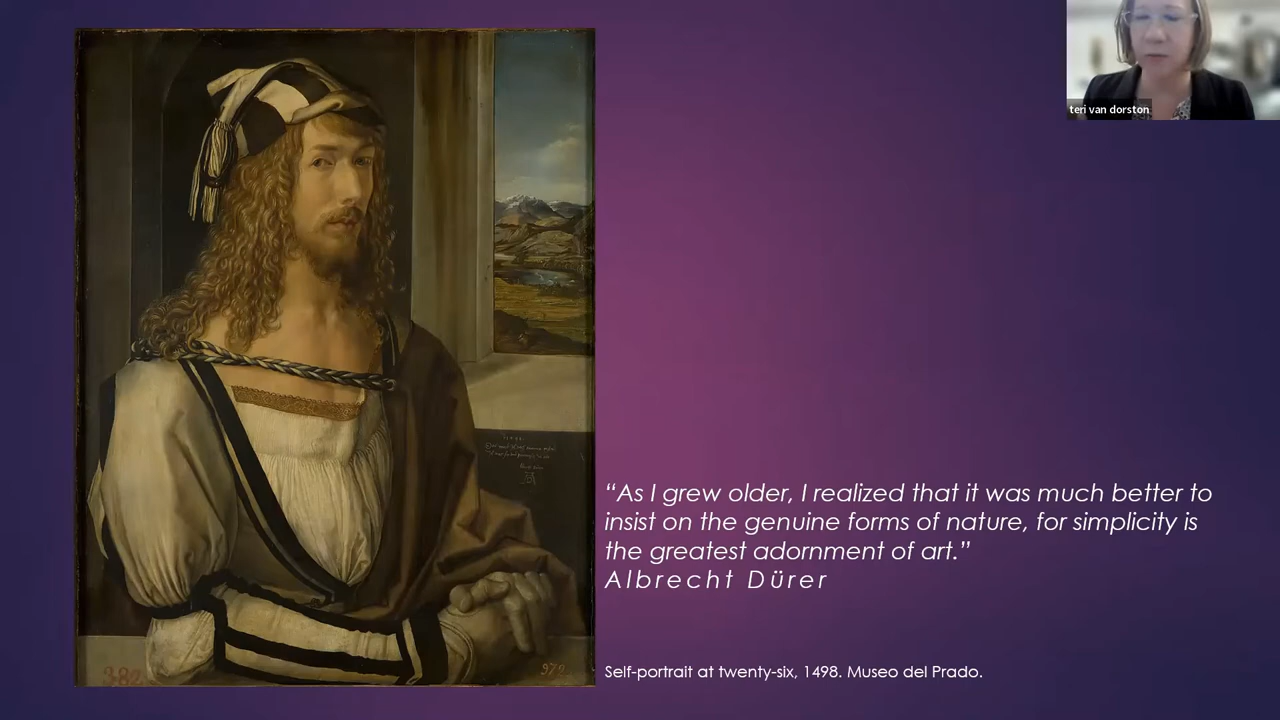 teri van dorston
“As I grew older, I realized that it was much better to
insist on the genuine forms of nature, for simplicity is
the greatest adornment of art.”
Albrecht Dürer
Self-portrait at twenty-six, 1498. Museo del Prado.
382
972